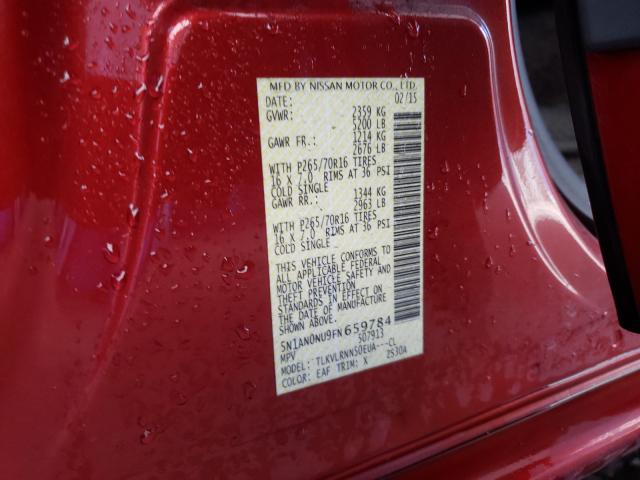 MFD BY NISSAN MOTOR CO., LTD.
DATE: 02/15
GVWR: 2359 KG
5200 LB
GAWR FR.: 1214 KG
2676 LB
WITH P265/70R16 TIRES
16 X 7.0 RIMS AT 36 PSI
COLD SINGLE
GAWR RR.: 1344 KG
2963 LB
WITH P265/70R16 TIRES
16 X 7.0 RIMS AT 36 PSI
COLD SINGLE
THIS VEHICLE CONFORMS TO
ALL APPLICABLE FEDERAL
MOTOR VEHICLE SAFETY AND
THEFT PREVENTION
STANDARDS IN EFFECT ON
THE DATE OF MANUFACTURE
SHOWN ABOVE.
5N1AN0NU9FN659784
MPV 507913
MODEL: TLKVLRNN50EUA---CL
COLOR: EAF TRIM: X 2S30A